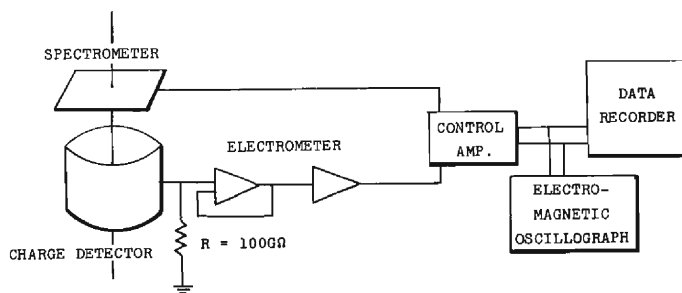 SPECTROMETER
ELECTROMETER
CONTROL
AMP.
DATA
RECORDER
ELECTRO-
MAGNETIC
OSCILLOGRAPH
R = 100GΩ
CHARGE DETECTOR